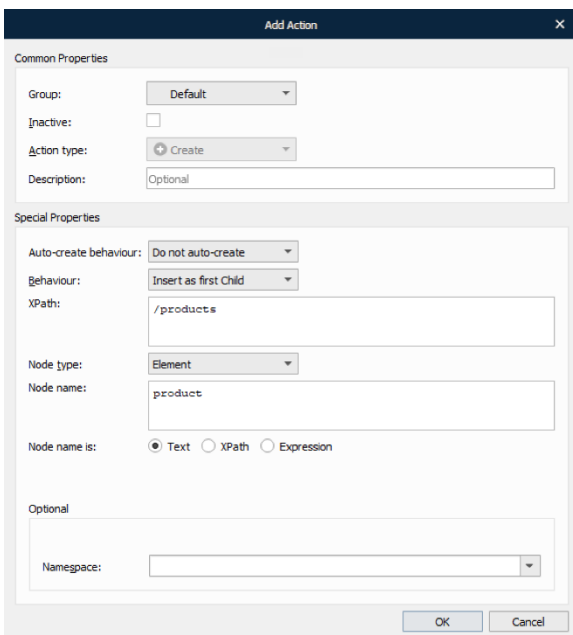 Add Action
Common Properties
Group: Default
Inactive:
Action type: Create
Description: Optional
Special Properties
Auto-create behaviour: Do not auto-create
Behaviour: Insert as first Child
XPath: /products
Node type: Element
Node name: product
Node name is: Text XPath Expression
Optional
Namespace:
OK Cancel